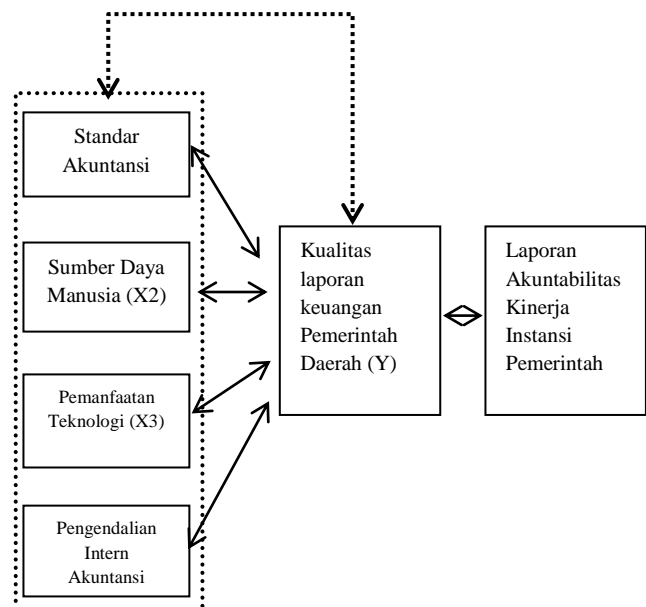 Standar
Akuntansi
Sumber Daya
Manusia (X2)
Pemanfaatan
Teknologi (X3)
Pengendalian
Intern
Akuntansi
Kualitas
laporan
keuangan
Pemerintah
Daerah (Y)
Laporan
Akuntabilitas
Kinerja
Instansi
Pemerintah